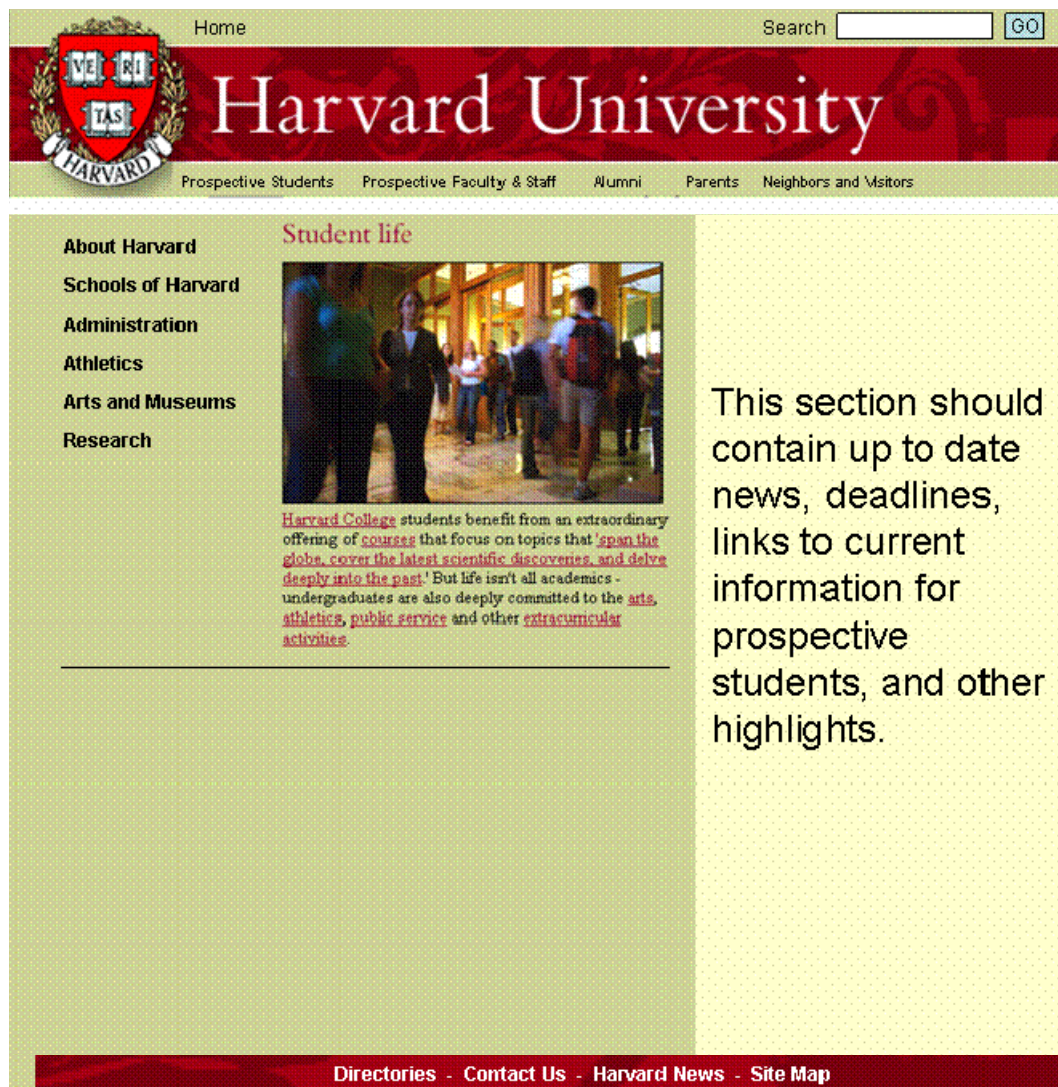 Home
Search
GO
VE RI
TAS
HARVARD
Harvard University
Prospective Students
Prospective Faculty & Staff
Alumni
Parents
Neighbors and Visitors
About Harvard
Schools of Harvard
Administration
Athletics
Arts and Museums
Research
Student life
Harvard College students benefit from an extraordinary
offering of courses that focus on topics that 'span the
globe, cover the latest scientific discoveries, and delve
deeply into the past.' But life isn't all academics -
undergraduates are also deeply committed to the arts,
athletics, public service and other extracurricular
activities.
This section should
contain up to date
news, deadlines,
links to current
information for
prospective
students, and other
highlights.
Directories - Contact Us - Harvard News - Site Map